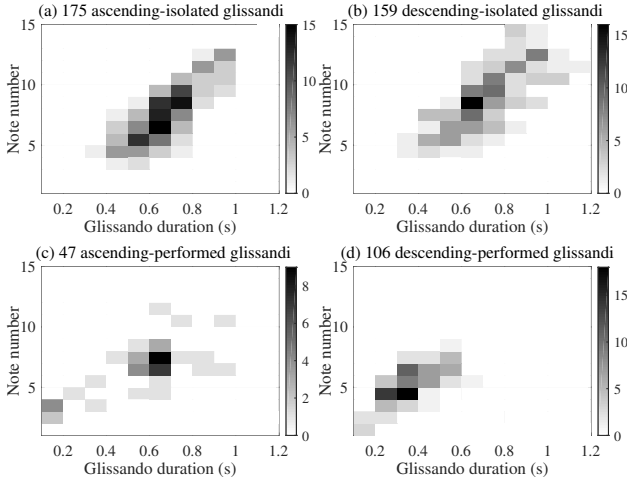 (a) 175 ascending-isolated glissandi
15
10
5
Note number
0.2 0.4 0.6 0.8 1 1.2
Glissando duration (s)
15
10
5
0
(b) 159 descending-isolated glissandi
15
10
5
Note number
0.2 0.4 0.6 0.8 1 1.2
Glissando duration (s)
15
10
5
0
(c) 47 ascending-performed glissandi
15
10
5
Note number
0.2 0.4 0.6 0.8 1 1.2
Glissando duration (s)
8
6
4
2
0
(d) 106 descending-performed glissandi
15
10
5
Note number
0.2 0.4 0.6 0.8 1 1.2
Glissando duration (s)
15
10
5
0